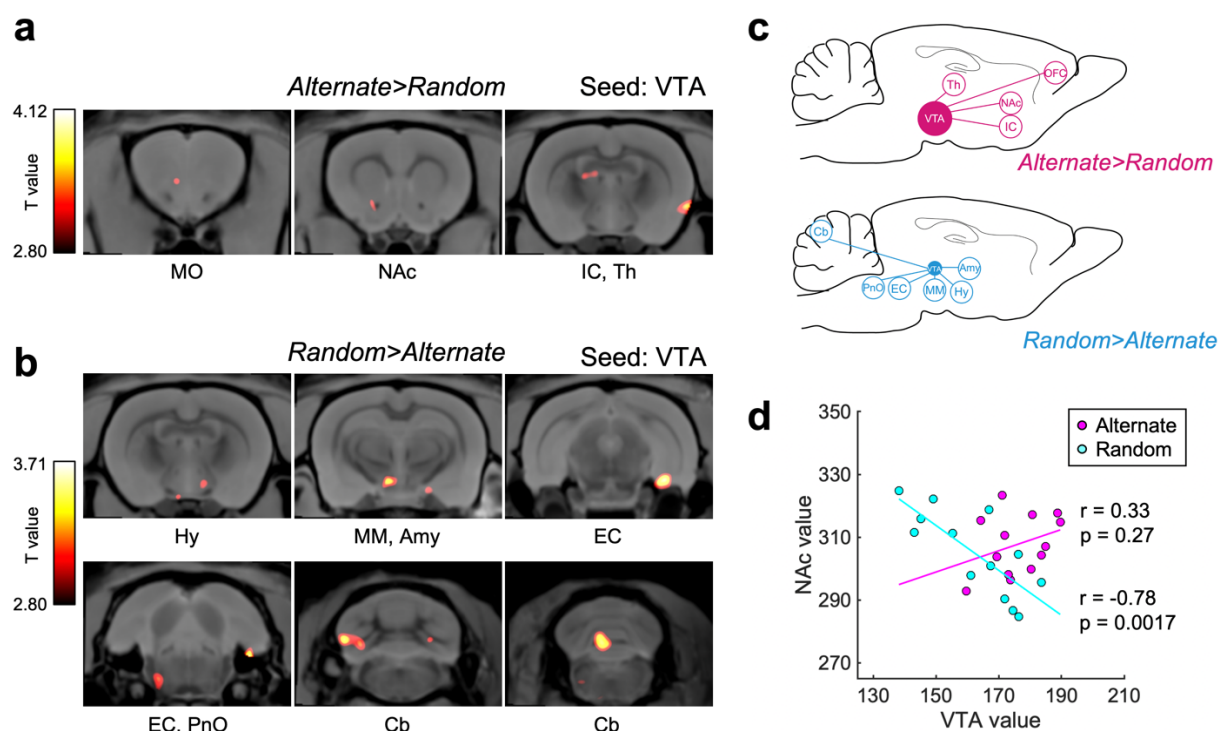 a
Alternate>Random
Seed: VTA
4.12
T value
2.80
MO
NAc
IC, Th
b
Random>Alternate
Seed: VTA
3.71
T value
2.80
Hy
MM, Amy
EC
EC, PnO
Cb
Cb
c
Th
OFC
VTA
NAc
IC
Alternate>Random
Cb
VTA
Amy
PnO
EC
MM
Hy
Random>Alternate
d
350
330
310
290
270
NAc value
Alternate
Random
r = 0.33
p = 0.27
r = -0.78
p = 0.0017
130
150
170
190
210
VTA value